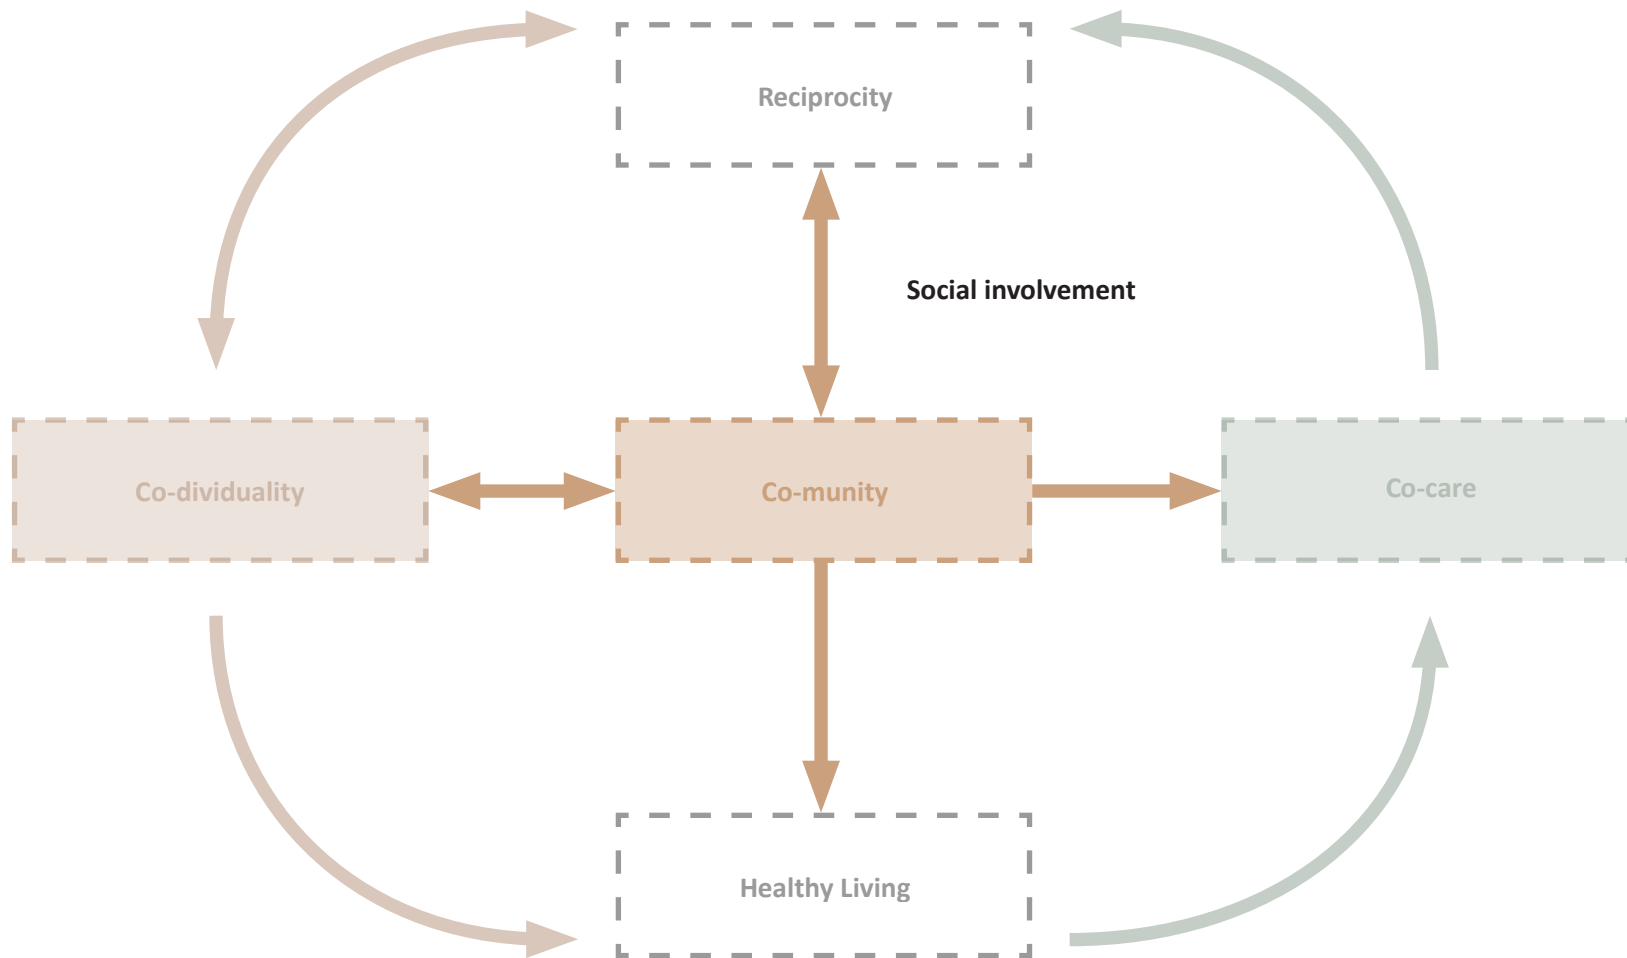 Reciprocity
Social involvement
Co-dividuality
Co-munity
Co-care
Healthy Living